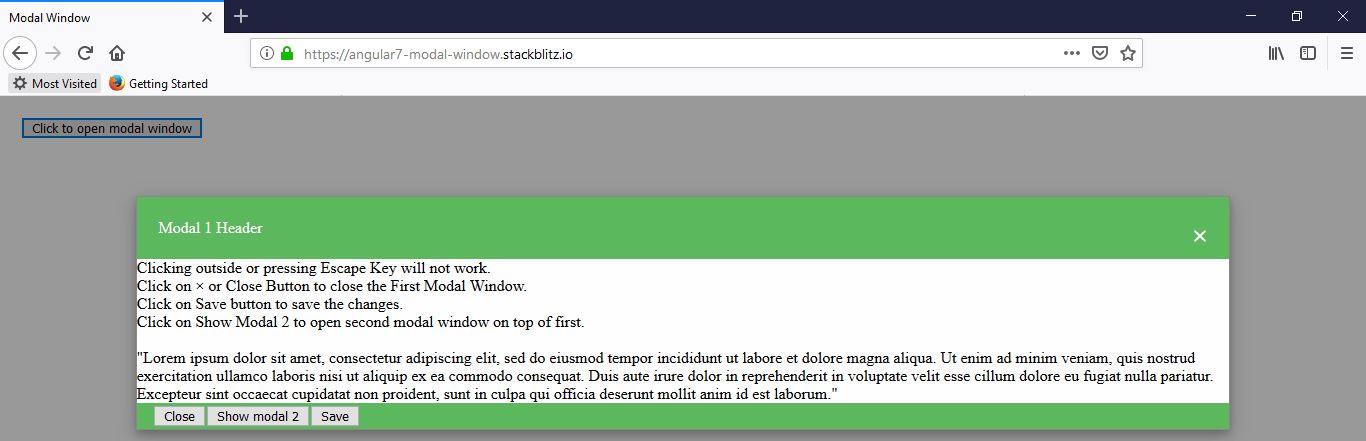 Modal Window
https://angular7-modal-window.stackblitz.io
Most Visited
Getting Started
Click to open modal window
Modal 1 Header
×
Clicking outside or pressing Escape Key will not work.
Click on × or Close Button to close the First Modal Window.
Click on Save button to save the changes.
Click on Show Modal 2 to open second modal window on top of first.
"Lorem ipsum dolor sit amet, consectetur adipiscing elit, sed do eiusmod tempor incididunt ut labore et dolore magna aliqua. Ut enim ad minim veniam, quis nostrud
exercitation ullamco laboris nisi ut aliquip ex ea commodo consequat. Duis aute irure dolor in reprehenderit in voluptate velit esse cillum dolore eu fugiat nulla pariatur.
Excepteur sint occaecat cupidatat non proident, sunt in culpa qui officia deserunt mollit anim id est laborum."
Close
Show modal 2
Save